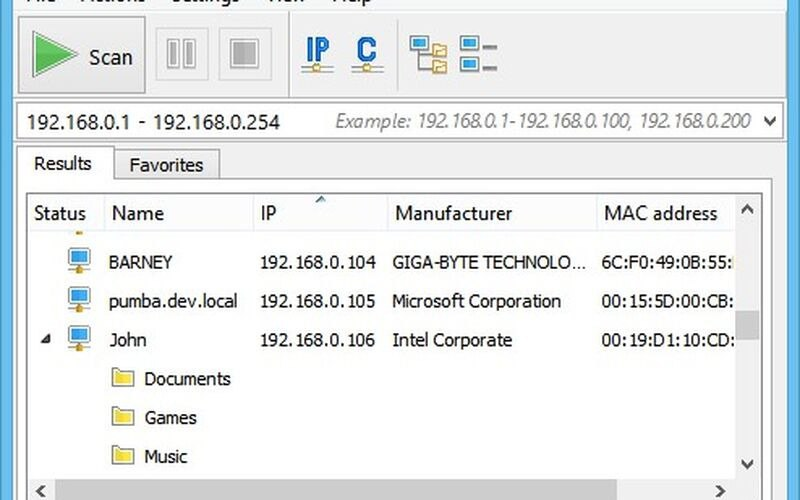 Scan IP C
192.168.0.1 - 192.168.0.254 Example: 192.168.0.1-192.168.0.100, 192.168.0.200
Results Favorites
Status Name IP Manufacturer MAC address
BARNEY 192.168.0.104 GIGA-BYTE TECHNOLO... 6C:F0:49:0B:55:
pumba.dev.local 192.168.0.105 Microsoft Corporation 00:15:5D:00:CB:
John 192.168.0.106 Intel Corporate 00:19:D1:10:CD:
Documents
Games
Music